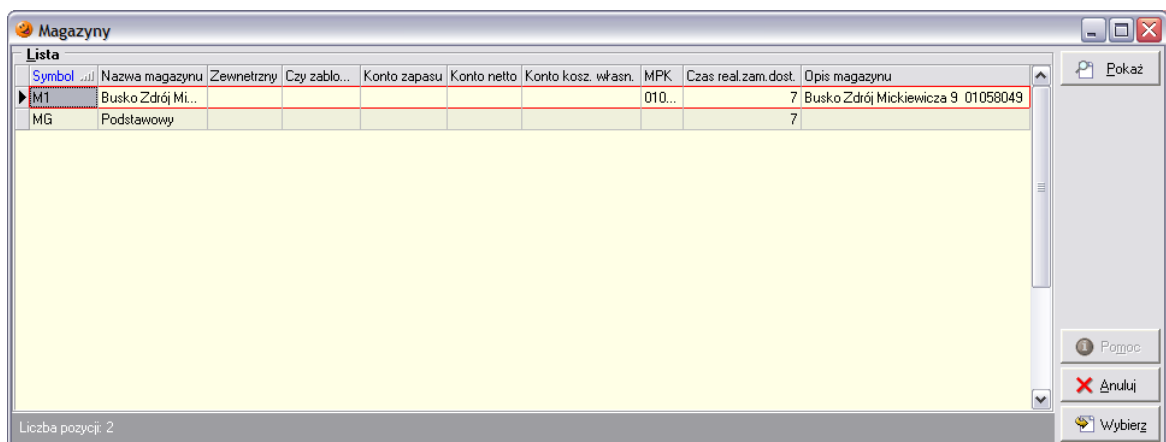 Magazyny
Lista
Pokaż
Symbol Nazwa magazynu Zewnetrzny Czy zablo... Konto zapasu Konto netto Konto kosz. własn. MPK Czas real.zam.dost. Opis magazynu
M1 Busko Zdrój Mi... 010... 7 Busko Zdrój Mickiewicza 9 01058049
MG Podstawowy 7
Pomoc
Anuluj
Liczba pozycji: 2
Wybierz